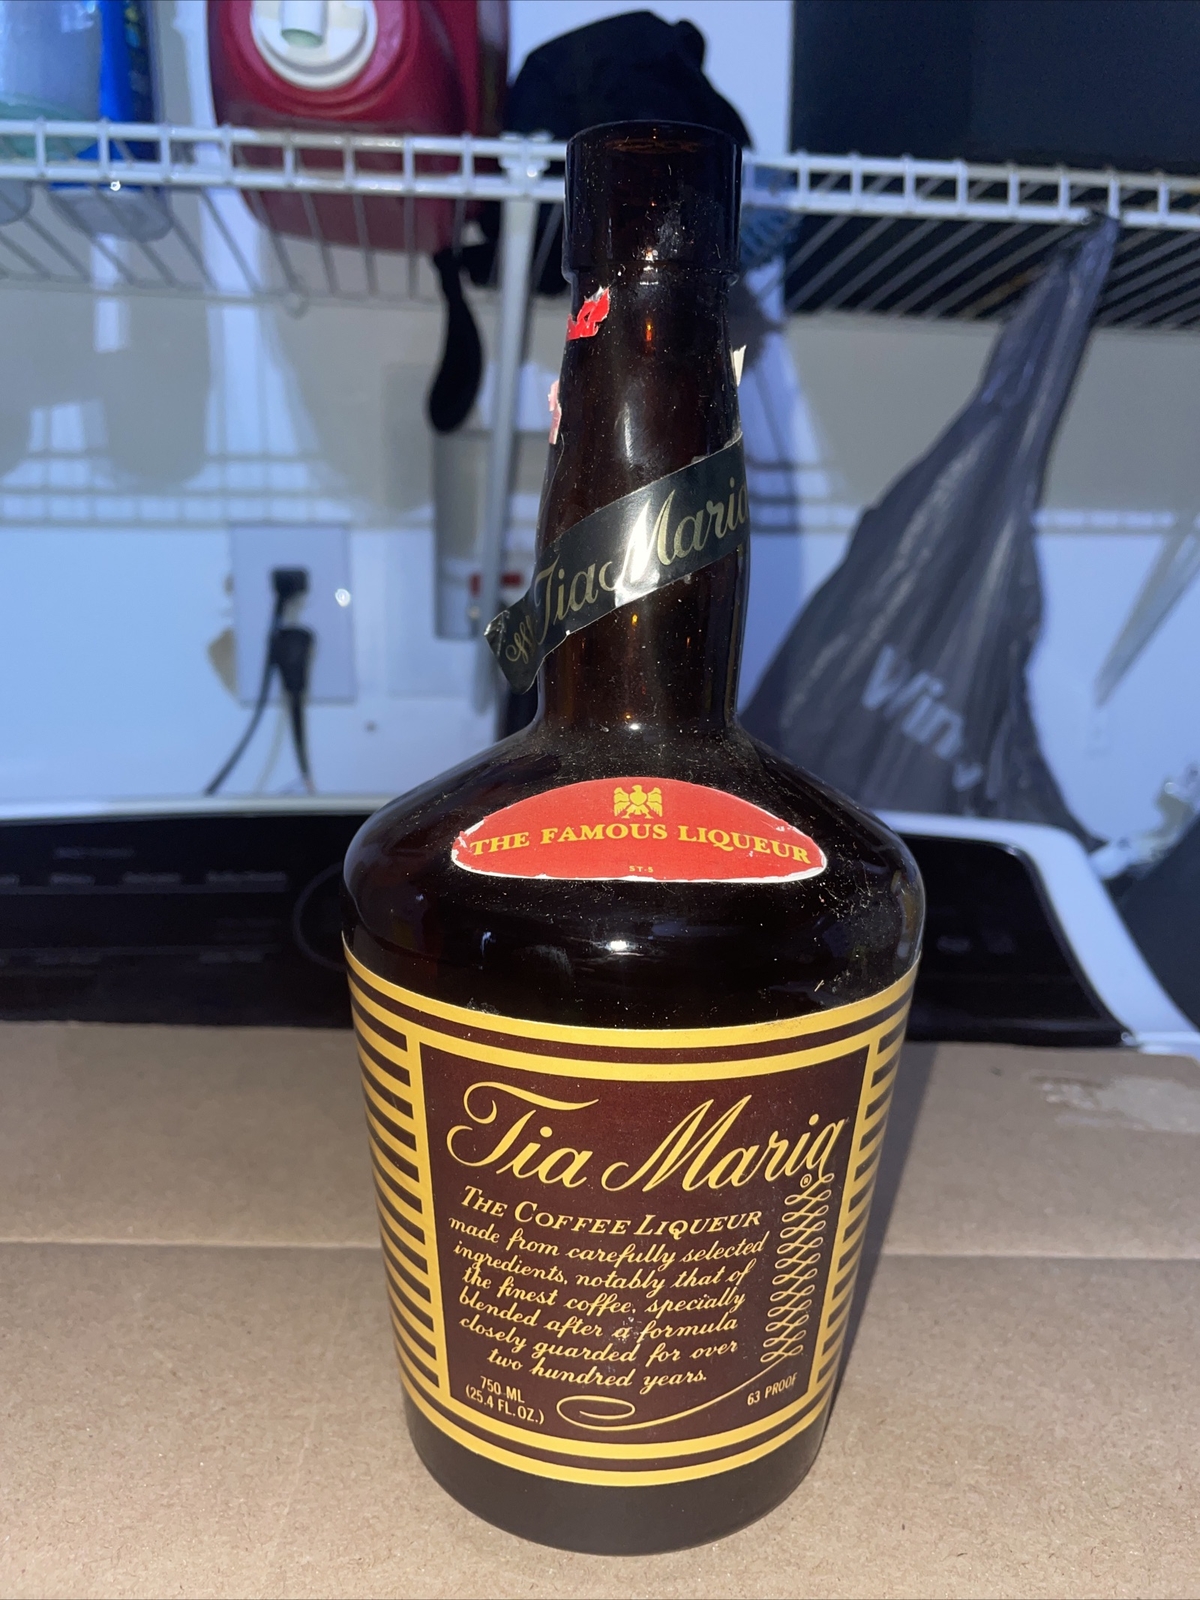 Tia Maria
THE FAMOUS LIQUEUR
ST-5
Tia Maria®
THE COFFEE LIQUEUR
made from carefully selected
ingredients, notably that of
the finest coffee, specially
blended after a formula
closely guarded for over
two hundred years.
750 ML
(25.4 FL. OZ.)
63 PROOF